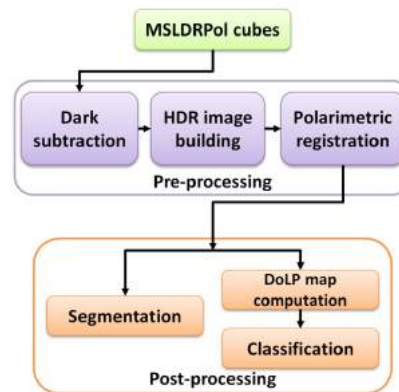 MSLDRPol cubes
Dark
subtraction
HDR image
building
Polarimetric
registration
Pre-processing
Segmentation
DoLP map
computation
Classification
Post-processing